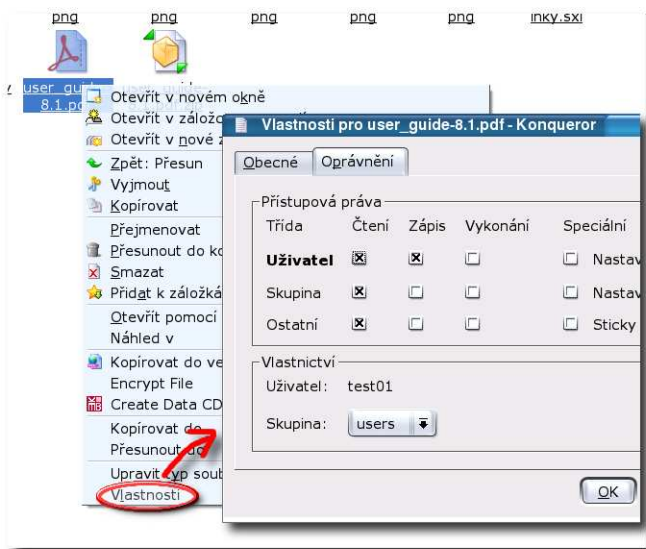 png png png png png inky.sxi
user_guide-8.1.pdf
Otevřít v novém okně
Otevřít v záložc
Otevřít v nové z
Zpět: Přesun
Vyjmout
Kopírovat
Přejmenovat
Přesunout do ko
Smazat
Přidat k záložká
Otevřít pomocí
Náhled v
Kopírovat do ve
Encrypt File
Create Data CD
Kopírovat do
Přesunout do
Upravit typ soub
Vlastnosti
Vlastnosti pro user_guide-8.1.pdf - Konqueror
Obecné Oprávnění
Přístupová práva
Třída Čtení Zápis Vykonání Speciální
Uživatel Nastav
Skupina Nastav
Ostatní Sticky
Vlastnictví
Uživatel: test01
Skupina: users
OK